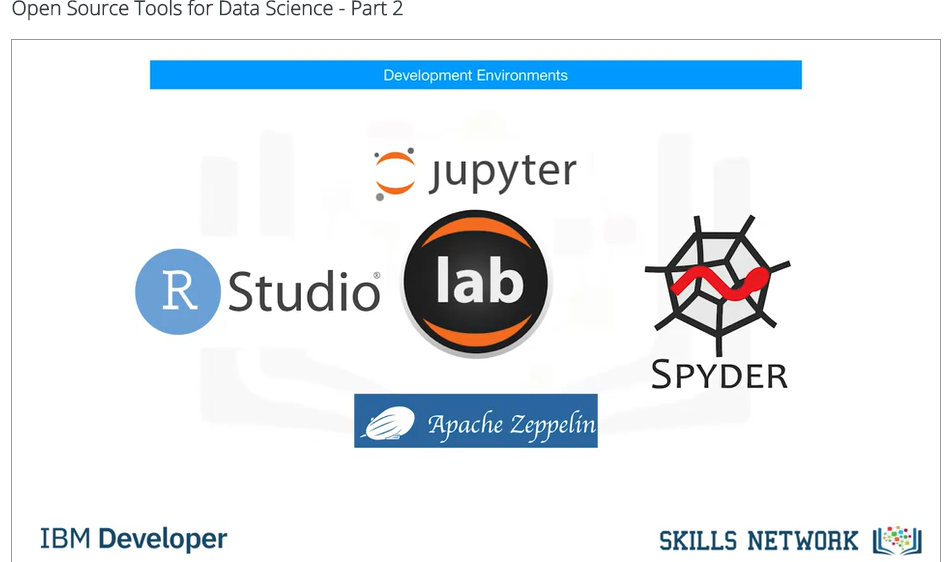 Open Source Tools for Data Science - Part 2
Development Environments
jupyter
lab
R Studio®
SPYDER
Apache Zeppelin
IBM Developer
SKILLS NETWORK